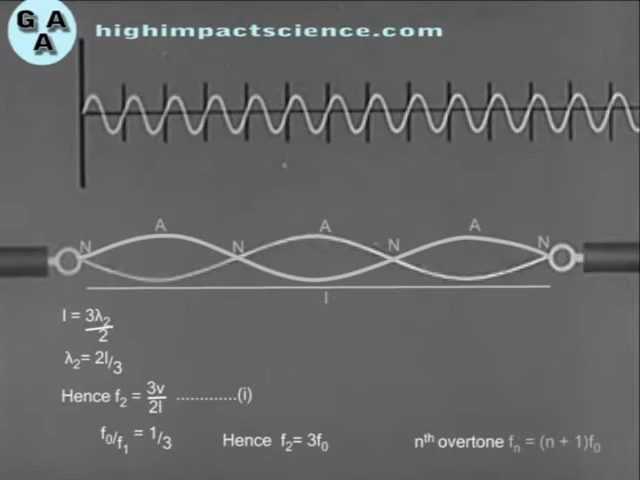 G A
A
highimpactscience.com
A A A
N N N N
l
l = 3λ₂/2
λ₂= 2l/3
Hence f₂ = 3v/2l .............(i)
f₀/f₁ = 1/3 Hence f₂= 3f₀ nᵗʰ overtone fₙ = (n + 1)f₀